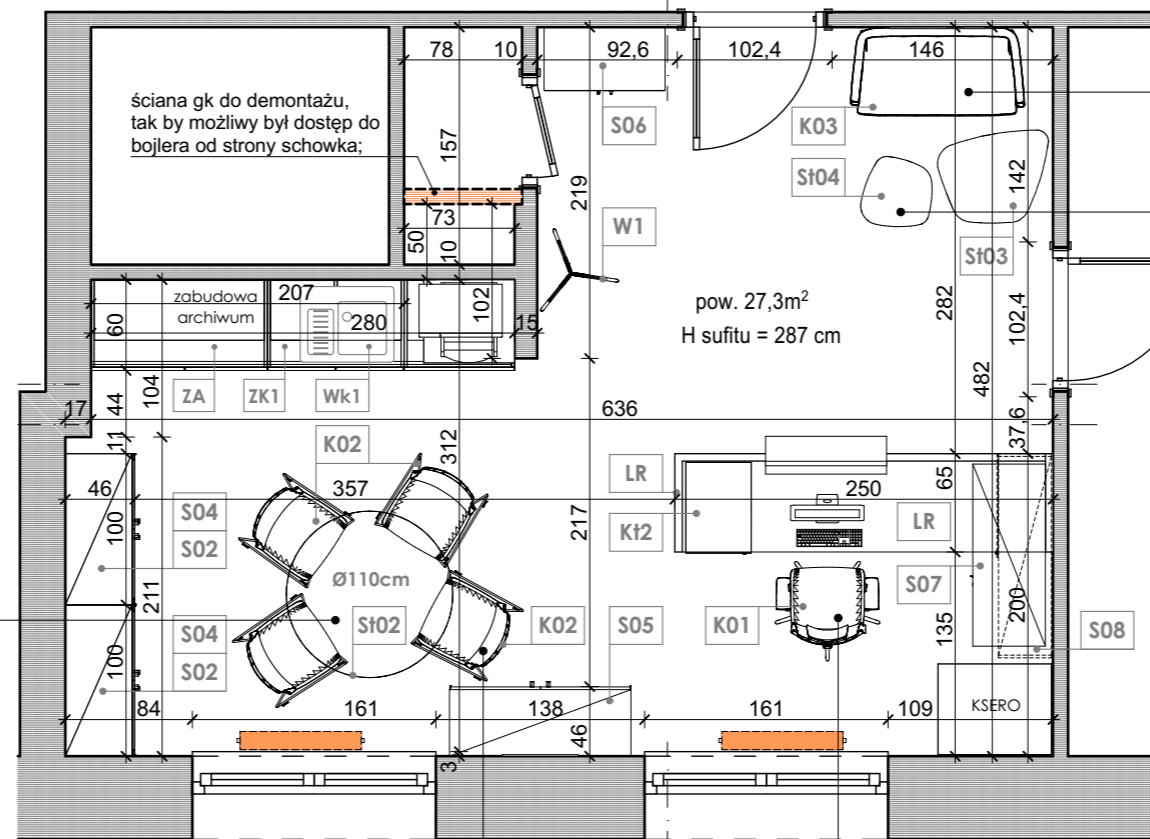 78
10
92,6
102,4
146
ściana gk do demontażu,
tak by możliwy był dostęp do
bojlera od strony schowka;
S06
K03
157
St04
142
219
73
W1
50
10
St03
zabudowa
archiwum
207
102
pow. 27,3m²
H sufitu = 287 cm
282
102,4
60
280
15
ZA
ZK1
Wk1
104
44
482
17
636
11
K02
312
37,6
LR
65
46
357
250
S04
100
217
Kt2
LR
S02
Ø110cm
S07
211
200
S04
St02
K02
S05
K01
135
S08
S02
100
84
161
138
161
109
KSERO
46
3